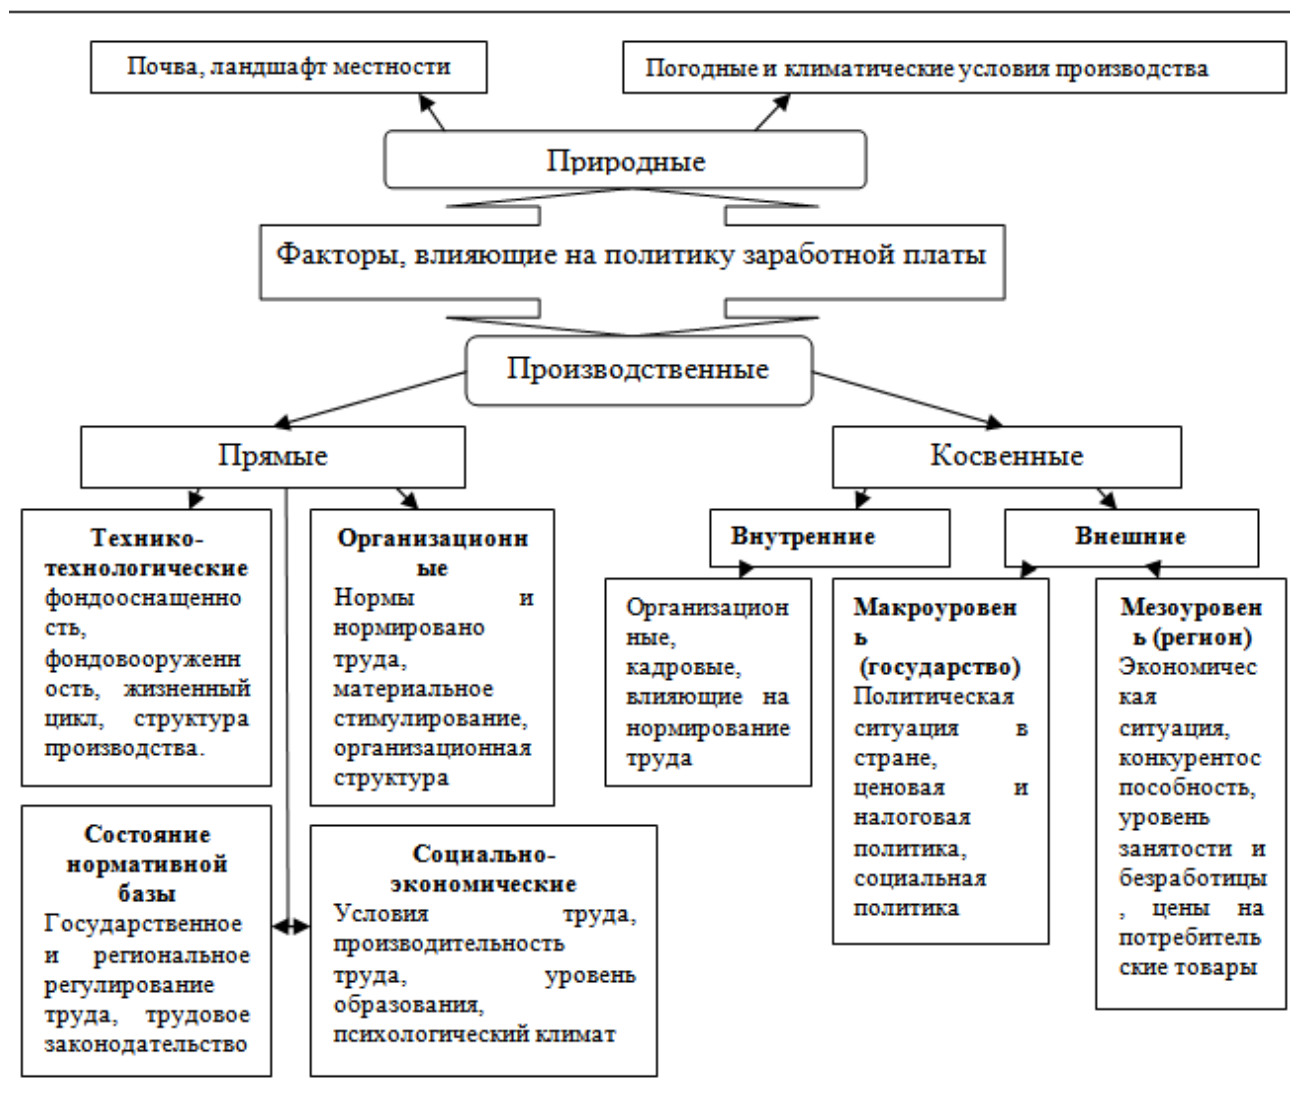 Почва, ландшафт местности
Погодные и климатические условия производства
Природные
Факторы, влияющие на политику заработной платы
Производственные
Прямые
Косвенные
Технико-
технологические
фондооснащенно
сть,
фондовооруженн
ость, жизненный
цикл, структура
производства.
Организационн
ые
Нормы и
нормировано
труда,
материальное
стимулирование,
организационная
структура
Внутренние
Внешние
Организацион
ные,
кадровые,
влияющие на
нормирование
труда
Макроуровен
ь
(государство)
Политическая
ситуация в
стране,
ценовая и
налоговая
политика,
социальная
политика
Мезоуровен
ь (регион)
Экономичес
кая
ситуация,
конкурентос
пособность,
уровень
занятости и
безработицы
, цены на
потребитель
ские товары
Состояние
нормативной
базы
Государственное
и региональное
регулирование
труда, трудовое
законодательство
Социально-
экономические
Условия труда,
производительность
труда, уровень
образования,
психологический климат